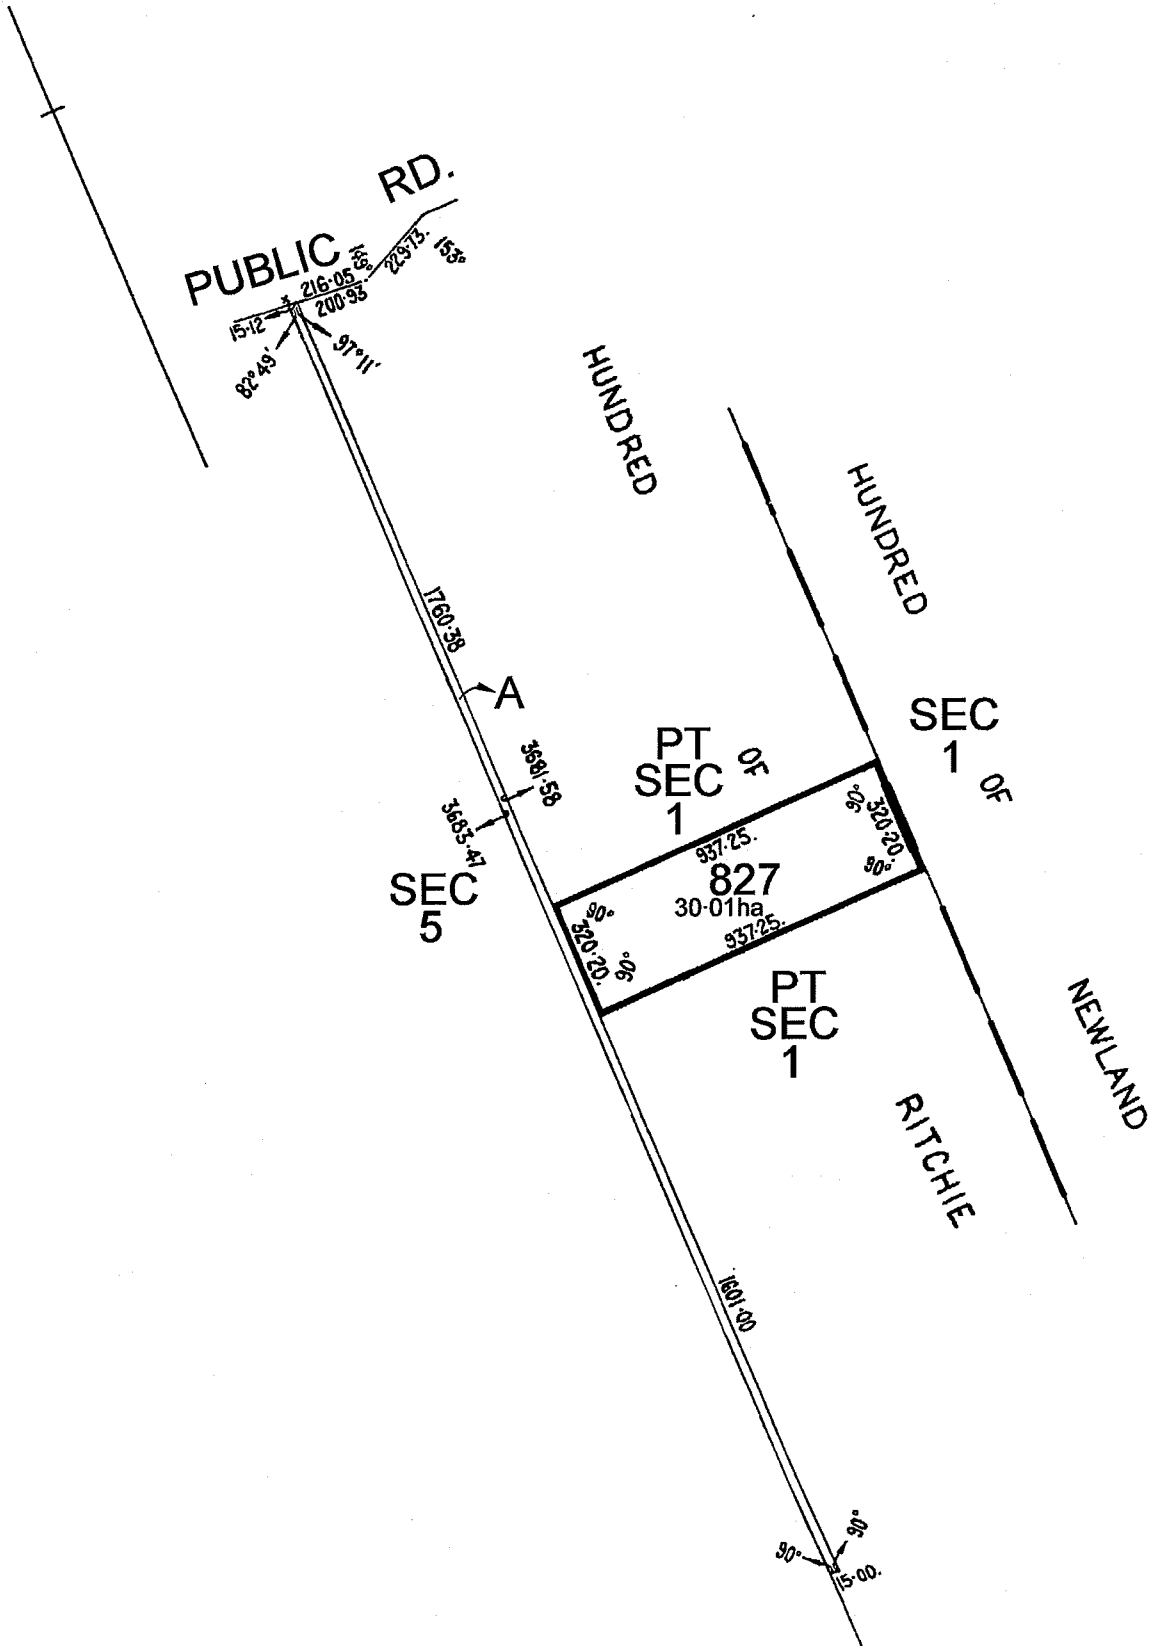 RD.
PUBLIC
149°
229·73.
153°
216·05
200·93
x
15·12
97°11'
82°49'
HUNDRED
HUNDRED
1760·38
A
SEC
1
OF
PT
SEC
1
OF
3681·58
3683·47
90°
320·20.
90°
937·25.
827
30·01ha
937·25.
90°
320·20.
90°
SEC
5
PT
SEC
1
NEWLAND
RITCHIE
1601·00
90°
90°
15·00.